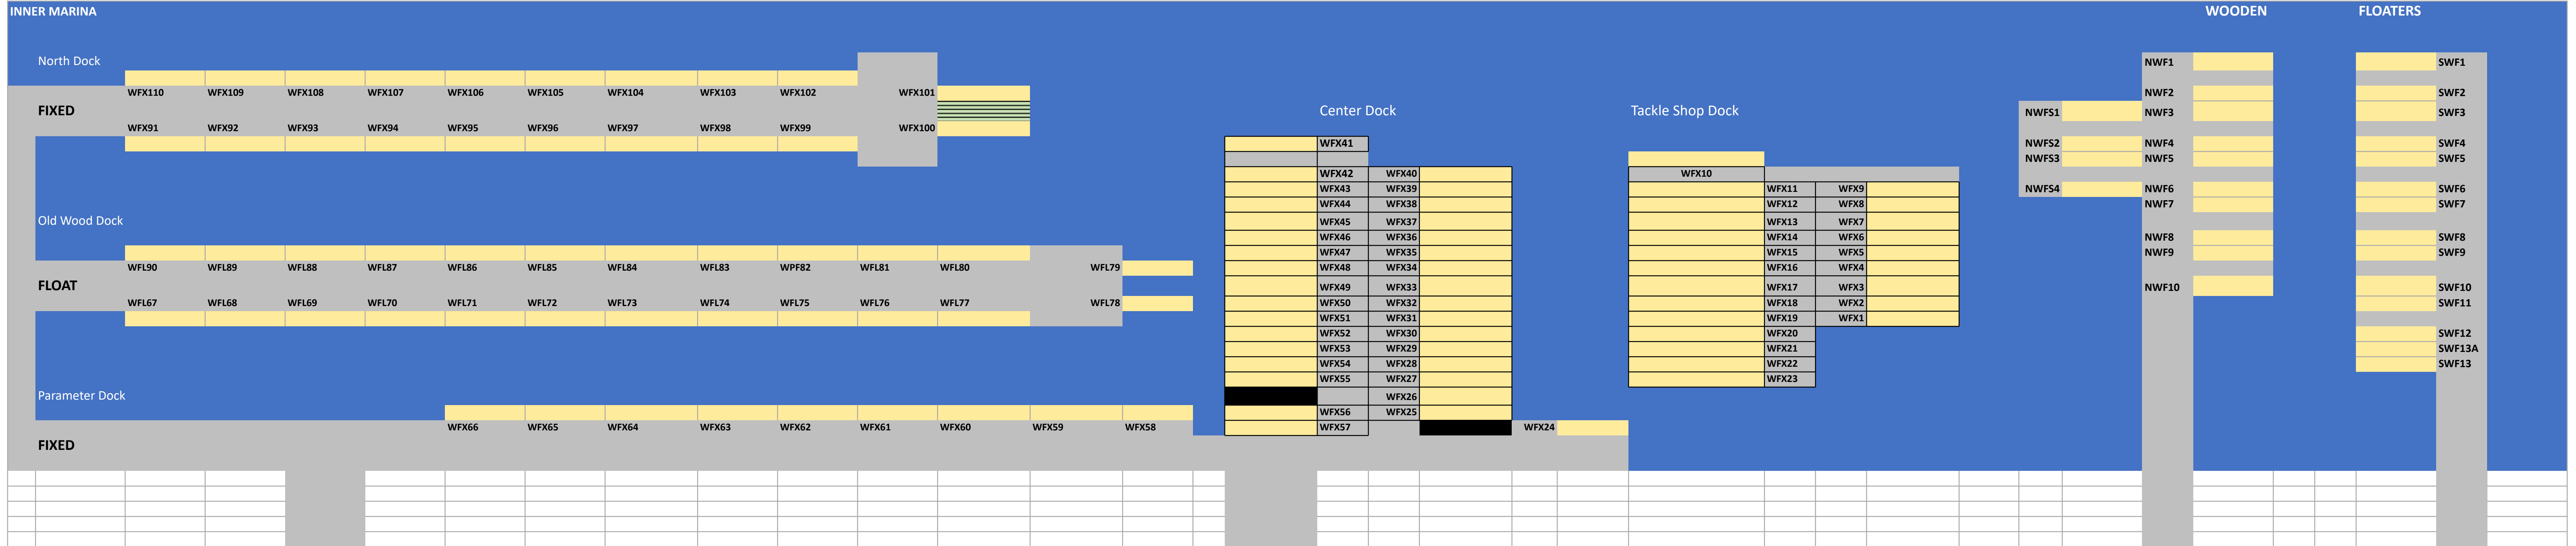 INNER MARINA
WOODEN FLOATERS
North Dock
NWF1 SWF1
WFX110 WFX109 WFX108 WFX107 WFX106 WFX105 WFX104 WFX103 WFX102 WFX101
NWF2 SWF2
FIXED
Center Dock
Tackle Shop Dock
NWFS1 NWF3 SWF3
WFX91 WFX92 WFX93 WFX94 WFX95 WFX96 WFX97 WFX98 WFX99 WFX100
WFX41
NWFS2 NWF4 SWF4
NWFS3 NWF5 SWF5
WFX42 WFX40 WFX10
WFX43 WFX39 WFX11 WFX9 NWFS4 NWF6 SWF6
WFX44 WFX38 WFX12 WFX8 NWF7 SWF7
Old Wood Dock
WFX45 WFX37 WFX13 WFX7
WFX46 WFX36 WFX14 WFX6 NWF8 SWF8
WFX47 WFX35 WFX15 WFX5 NWF9 SWF9
WFL90 WFL89 WFL88 WFL87 WFL86 WFL85 WFL84 WFL83 WPF82 WFL81 WFL80 WFL79 WFX48 WFX34 WFX16 WFX4
FLOAT
WFX49 WFX33 WFX17 WFX3 NWF10 SWF10
WFL67 WFL68 WFL69 WFL70 WFL71 WFL72 WFL73 WFL74 WFL75 WFL76 WFL77 WFL78 WFX50 WFX32 WFX18 WFX2 SWF11
WFX51 WFX31 WFX19 WFX1
WFX52 WFX30 WFX20 SWF12
WFX53 WFX29 WFX21 SWF13A
WFX54 WFX28 WFX22 SWF13
WFX55 WFX27 WFX23
Parameter Dock
WFX26
WFX56 WFX25
WFX66 WFX65 WFX64 WFX63 WFX62 WFX61 WFX60 WFX59 WFX58 WFX57 WFX24
FIXED